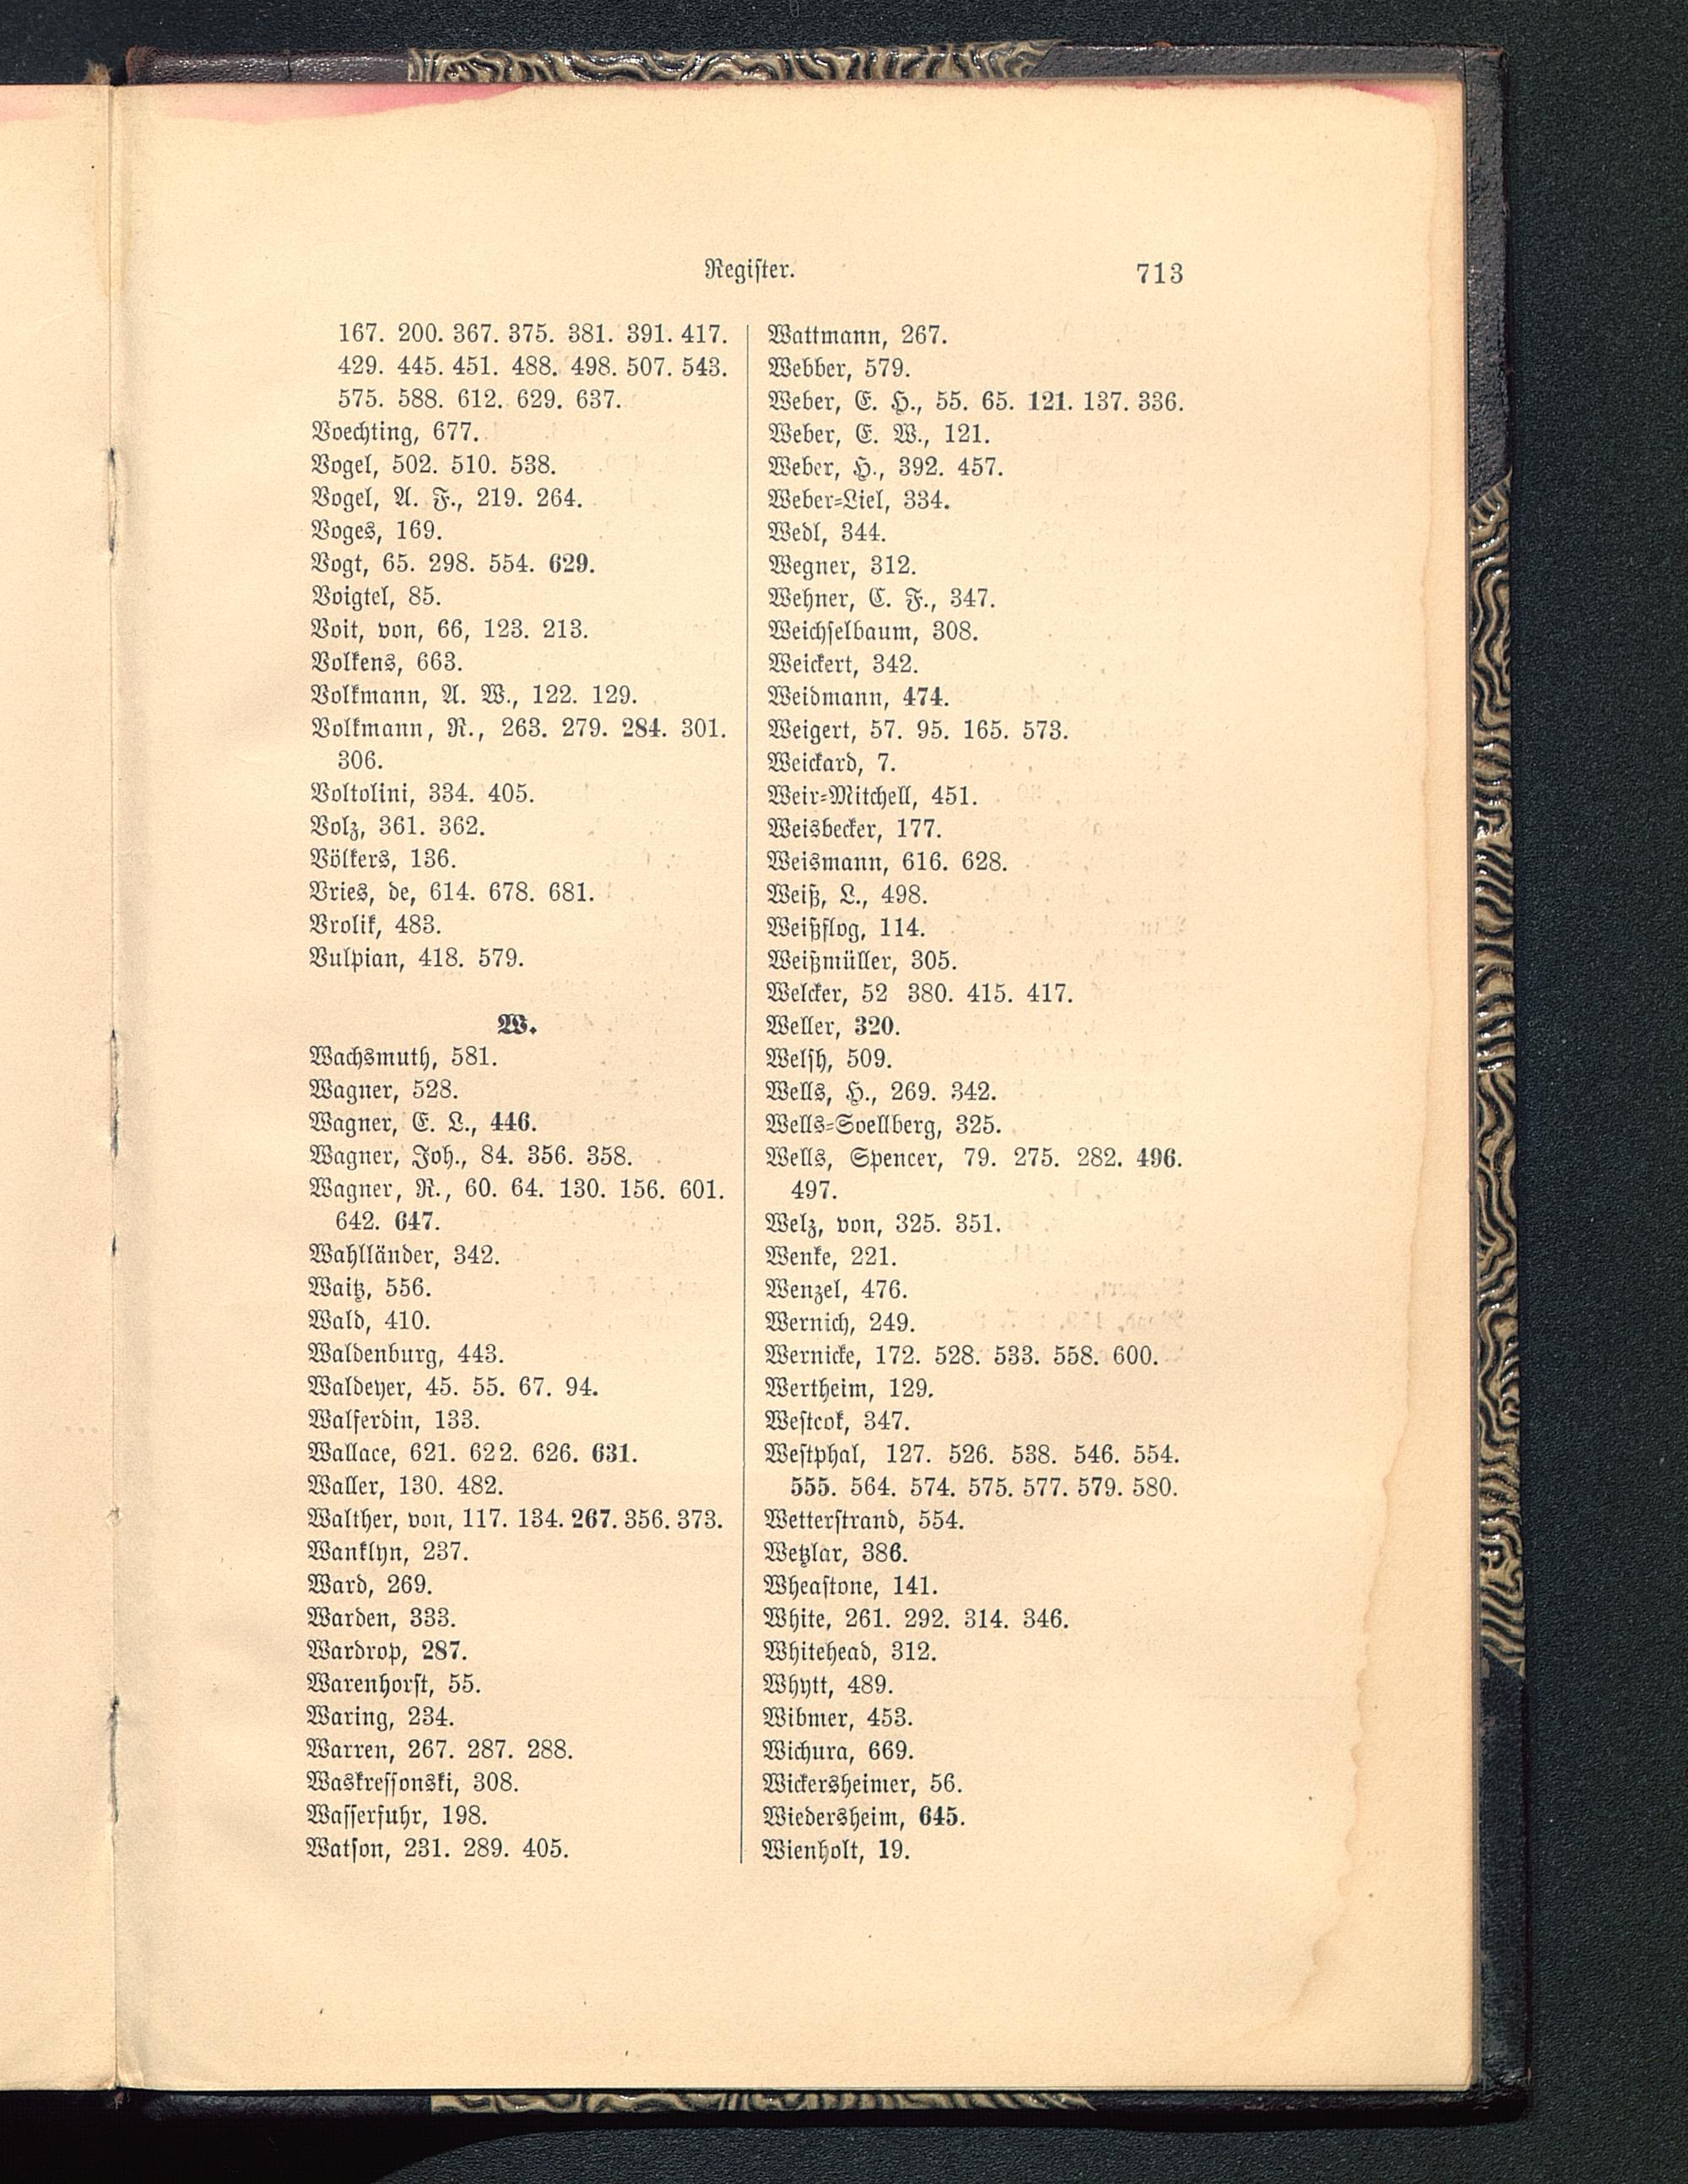 Register.
713
167. 200. 367. 375. 381. 391. 417.
429. 445. 451. 488. 498. 507. 543.
575. 588. 612. 629. 637.
Voechting, 677.
Vogel, 502. 510. 538.
Vogel, A. F., 219. 264.
Voges, 169.
Vogt, 65. 298. 554. 629.
Voigtel, 85.
Voit, von, 66, 123. 213.
Volkens, 663.
Volkmann, A. W., 122. 129.
Volkmann, R., 263. 279. 284. 301.
306.
Voltolini, 334. 405.
Volz, 361. 362.
Völkers, 136.
Vries, de, 614. 678. 681.
Vrolik, 483.
Vulpian, 418. 579.
W.
Wachsmuth, 581.
Wagner, 528.
Wagner, E. L., 446.
Wagner, Joh., 84. 356. 358.
Wagner, R., 60. 64. 130. 156. 601.
642. 647.
Wahlländer, 342.
Waitz, 556.
Wald, 410.
Waldenburg, 443.
Waldeyer, 45. 55. 67. 94.
Walferdin, 133.
Wallace, 621. 622. 626. 631.
Waller, 130. 482.
Walther, von, 117. 134. 267. 356. 373.
Wanklyn, 237.
Ward, 269.
Warden, 333.
Wardrop, 287.
Warenhorſt, 55.
Waring, 234.
Warren, 267. 287. 288.
Waskreſſonski, 308.
Waſſerfuhr, 198.
Watſon, 231. 289. 405.
Wattmann, 267.
Webber, 579.
Weber, E. H., 55. 65. 121. 137. 336.
Weber, E. W., 121.
Weber, H., 392. 457.
Weber-Liel, 334.
Wedl, 344.
Wegner, 312.
Wehner, C. F., 347.
Weichſelbaum, 308.
Weickert, 342.
Weidmann, 474.
Weigert, 57. 95. 165. 573.
Weickard, 7.
Weir-Mitchell, 451.
Weisbecker, 177.
Weismann, 616. 628.
Weiß, L., 498.
Weißflog, 114.
Weißmüller, 305.
Welcker, 52 380. 415. 417.
Weller, 320.
Welſh, 509.
Wells, H., 269. 342.
Wells-Soellberg, 325.
Wells, Spencer, 79. 275. 282. 496.
497.
Welz, von, 325. 351.
Wenke, 221.
Wenzel, 476.
Wernich, 249.
Wernicke, 172. 528. 533. 558. 600.
Wertheim, 129.
Weſtcok, 347.
Weſtphal, 127. 526. 538. 546. 554.
555. 564. 574. 575. 577. 579. 580.
Wetterſtrand, 554.
Wetzlar, 386.
Wheaſtone, 141.
White, 261. 292. 314. 346.
Whitehead, 312.
Whytt, 489.
Wibmer, 453.
Wichura, 669.
Wickersheimer, 56.
Wiedersheim, 645.
Wienholt, 19.